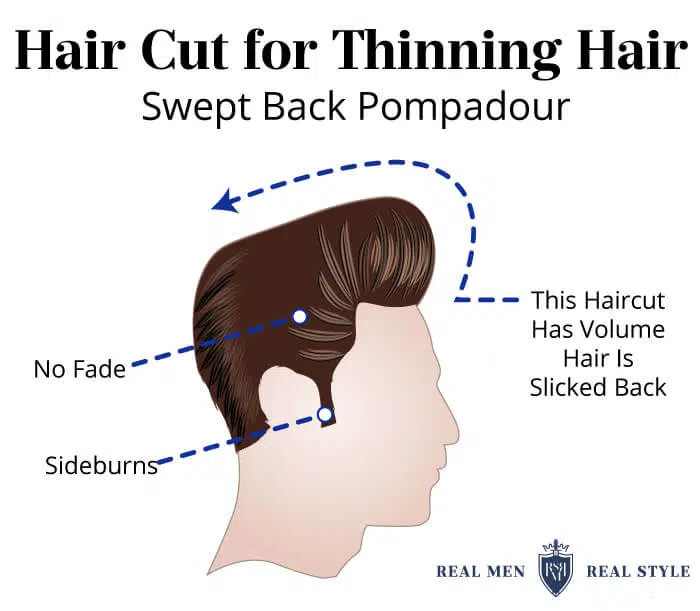 Hair Cut for Thinning Hair
Swept Back Pompadour
This Haircut
Has Volume
Hair Is
Slicked Back
No Fade
Sideburns
REAL MEN REAL STYLE